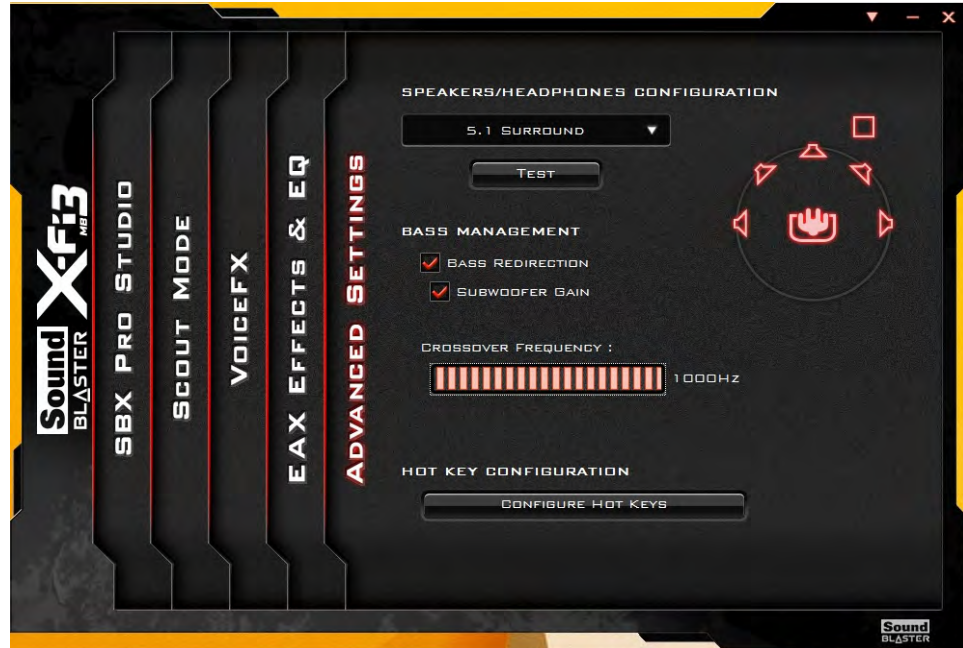 Sound BLASTER X-Fi3 MB
SBX Pro Studio
Scout Mode
VoiceFX
EAX Effects & EQ
Advanced Settings
Speakers/Headphones Configuration
5.1 Surround
Test
Bass Management
Bass Redirection
Subwoofer Gain
Crossover Frequency :
1000Hz
Hot Key Configuration
Configure Hot Keys
Sound
BLASTER